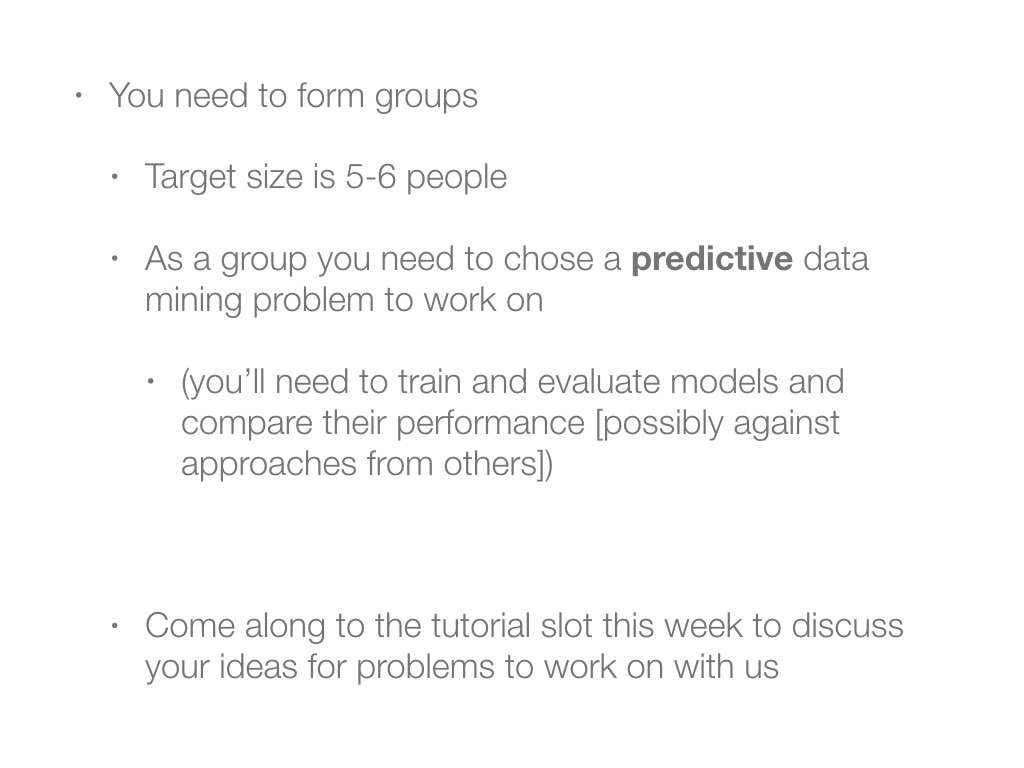 • You need to form groups
• Target size is 5-6 people
• As a group you need to chose a predictive data
mining problem to work on
• (you’ll need to train and evaluate models and
compare their performance [possibly against
approaches from others])
• Come along to the tutorial slot this week to discuss
your ideas for problems to work on with us